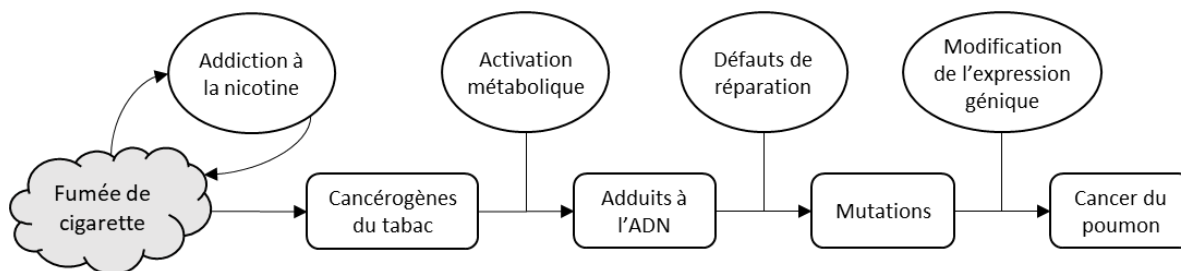 Addiction à
la nicotine
Activation
métabolique
Défauts de
réparation
Modification
de l’expression
génique
Fumée de
cigarette
Cancérogènes
du tabac
Adduits à
l’ADN
Mutations
Cancer du
poumon